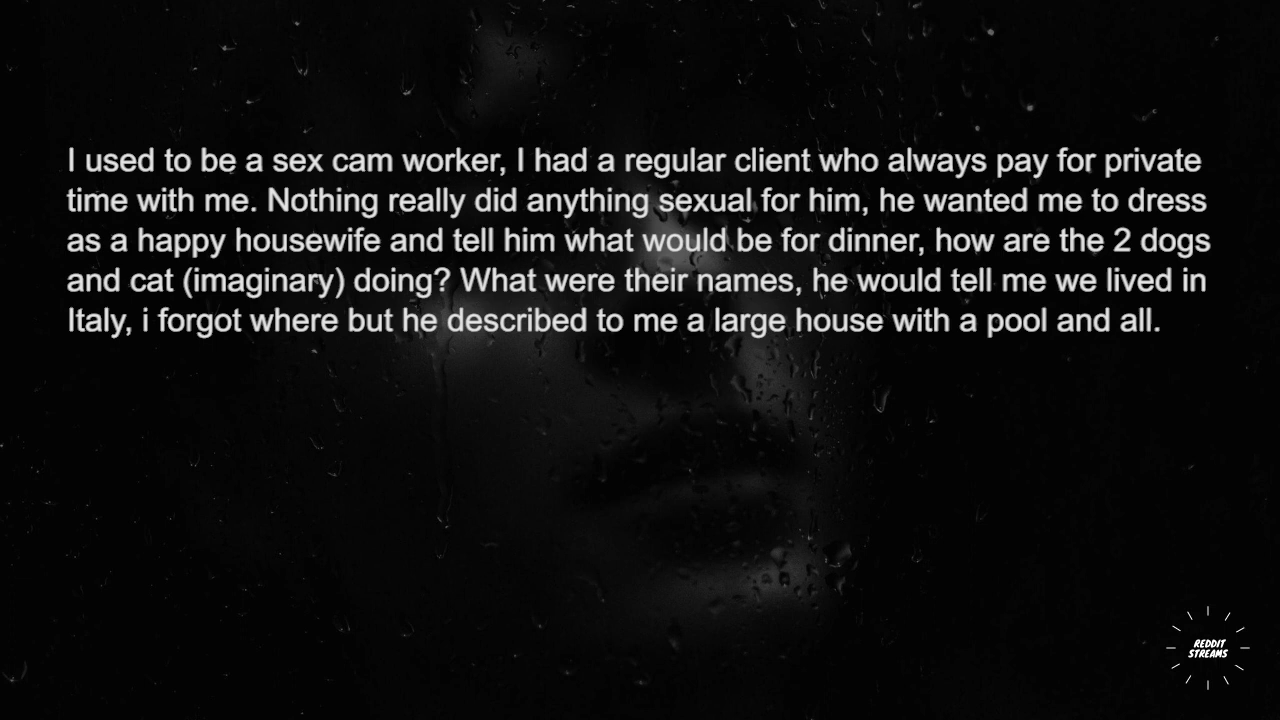 I used to be a sex cam worker, I had a regular client who always pay for private
time with me. Nothing really did anything sexual for him, he wanted me to dress
as a happy housewife and tell him what would be for dinner, how are the 2 dogs
and cat (imaginary) doing? What were their names, he would tell me we lived in
Italy, i forgot where but he described to me a large house with a pool and all.
REDDIT
STREAMS